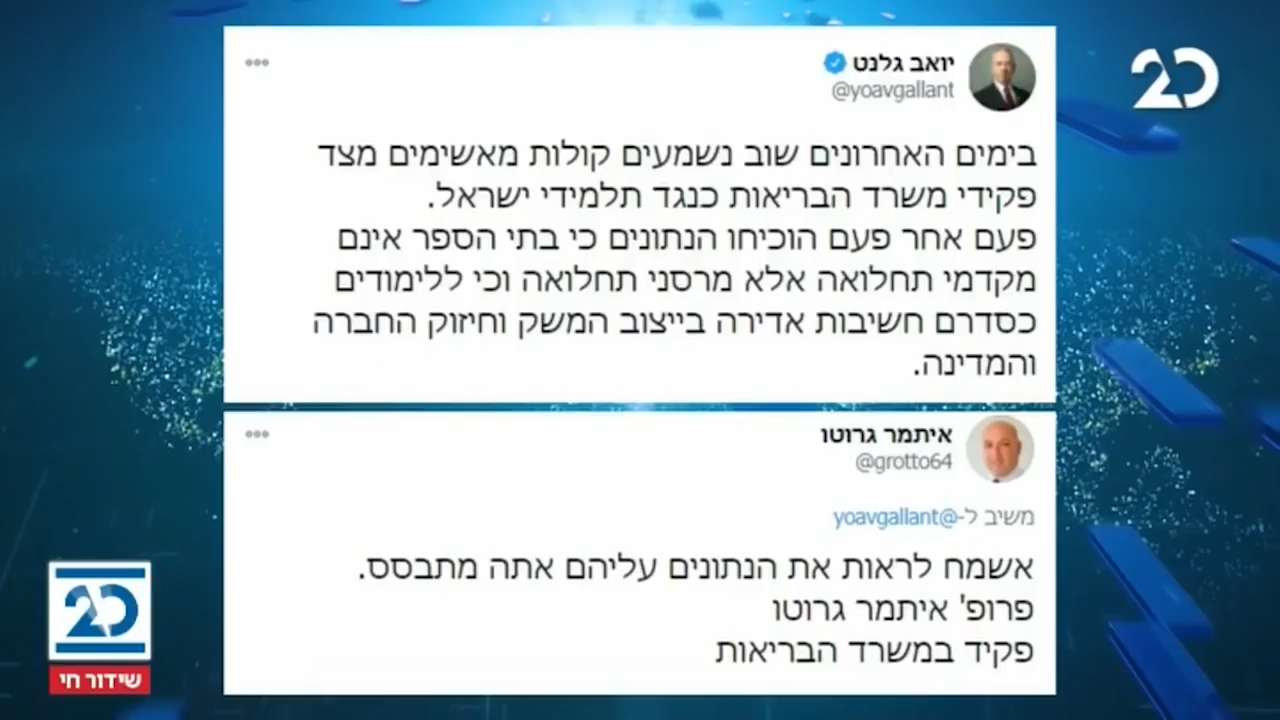 יואב גלנט
@yoavgallant
בימים האחרונים שוב נשמעים קולות מאשימים מצד
פקידי משרד הבריאות כנגד תלמידי ישראל.
פעם אחר פעם הוכיחו הנתונים כי בתי הספר אינם
מקדמי תחלואה אלא מרסני תחלואה וכי ללימודים
כסדרם חשיבות אדירה בייצוב המשק וחיזוק החברה
והמדינה.
איתמר גרוטו
@grotto64
משיב ל-@yoavgallant
אשמח לראות את הנתונים עליהם אתה מתבסס.
פרופ' איתמר גרוטו
פקיד במשרד הבריאות
20
20
שידור חי